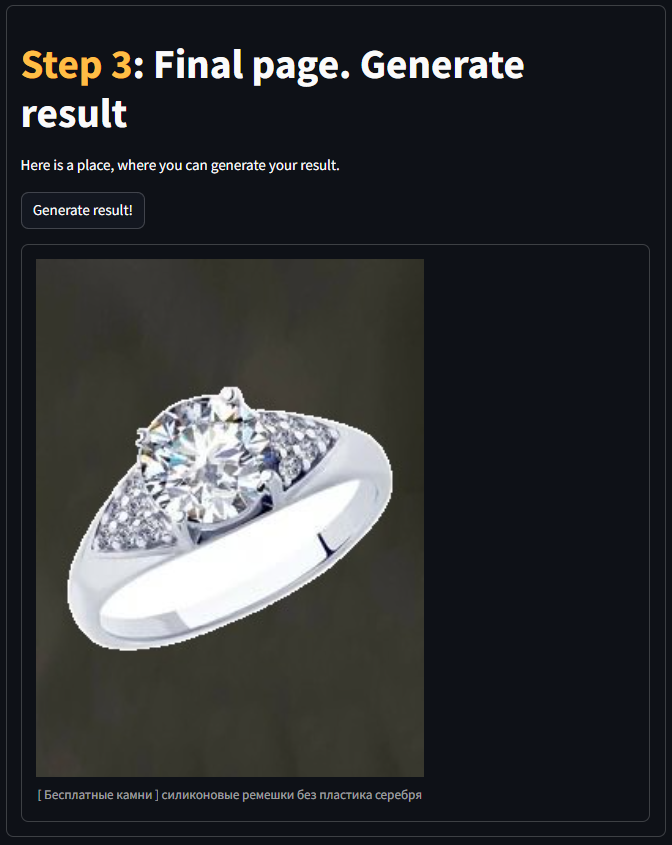 Step 3: Final page. Generate
result
Here is a place, where you can generate your result.
Generate result!
[ Бесплатные камни ] силиконовые ремешки без пластика серебря